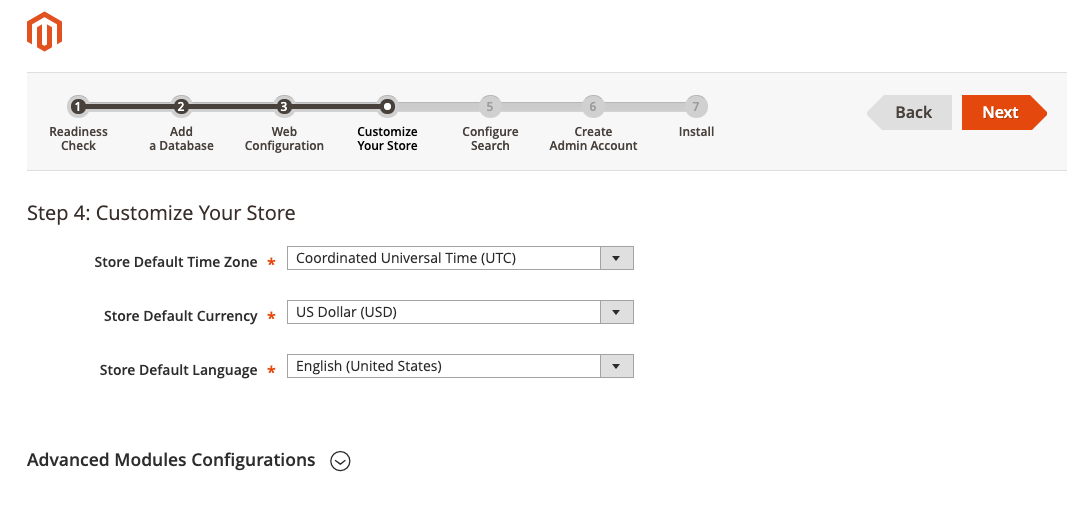 1 2 3 5 6 7
Readiness Check
Add a Database
Web Configuration
Customize Your Store
Configure Search
Create Admin Account
Install
Back
Next
Step 4: Customize Your Store
Store Default Time Zone * Coordinated Universal Time (UTC)
Store Default Currency * US Dollar (USD)
Store Default Language * English (United States)
Advanced Modules Configurations